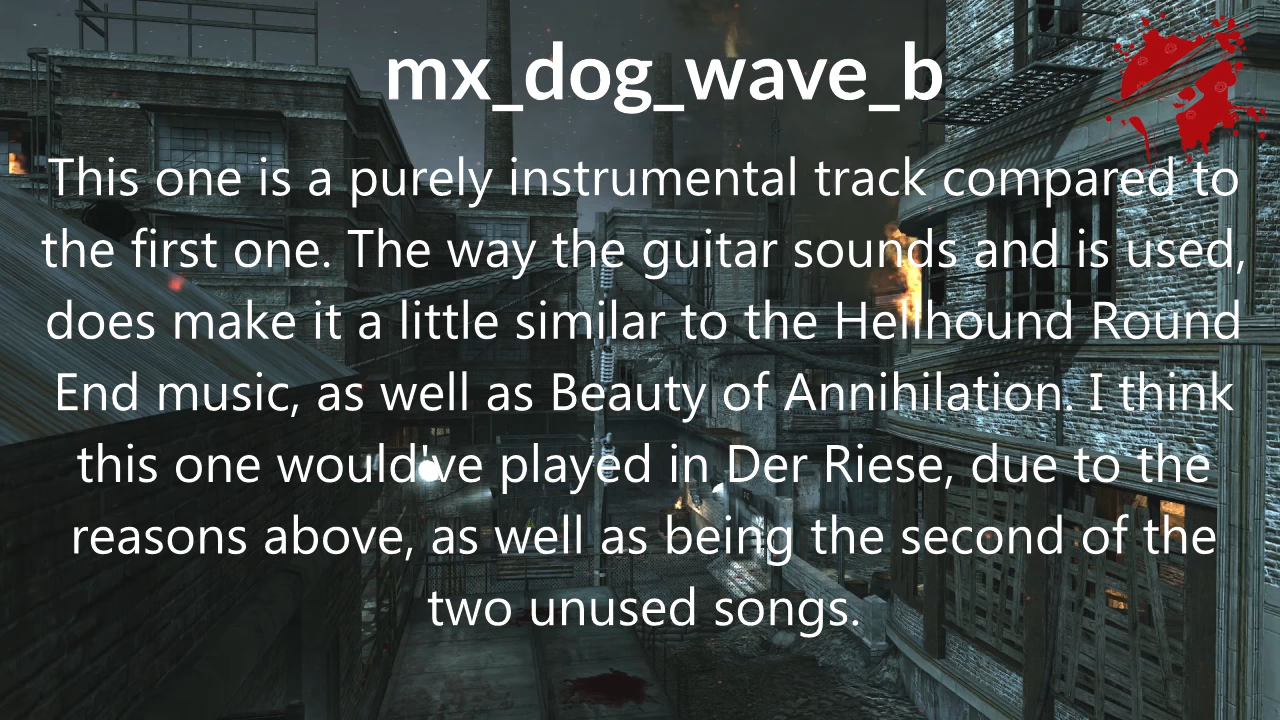 mx_dog_wave_b
This one is a purely instrumental track compared to
the first one. The way the guitar sounds and is used,
does make it a little similar to the Hellhound Round
End music, as well as Beauty of Annihilation. I think
this one would've played in Der Riese, due to the
reasons above, as well as being the second of the
two unused songs.